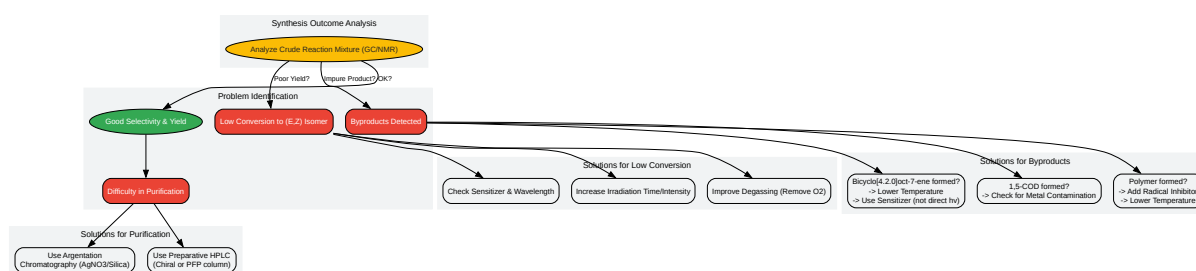 Synthesis Outcome Analysis
Analyze Crude Reaction Mixture (GC/NMR)
Poor Yield?
Impure Product?
OK?
Problem Identification
Good Selectivity & Yield
Low Conversion to (E,Z) Isomer
Byproducts Detected
Difficulty in Purification
Solutions for Low Conversion
Check Sensitizer & Wavelength
Increase Irradiation Time/Intensity
Improve Degassing (Remove O2)
Solutions for Byproducts
Bicyclo[4.2.0]oct-7-ene formed?
-> Lower Temperature
-> Use Sensitizer (not direct hv)
1,5-COD formed?
-> Check for Metal Contamination
Polymer formed?
-> Add Radical Inhibitor
-> Lower Temperature
Solutions for Purification
Use Argentation
Chromatography (AgNO3/Silica)
Use Preparative HPLC
(Chiral or PFP column)